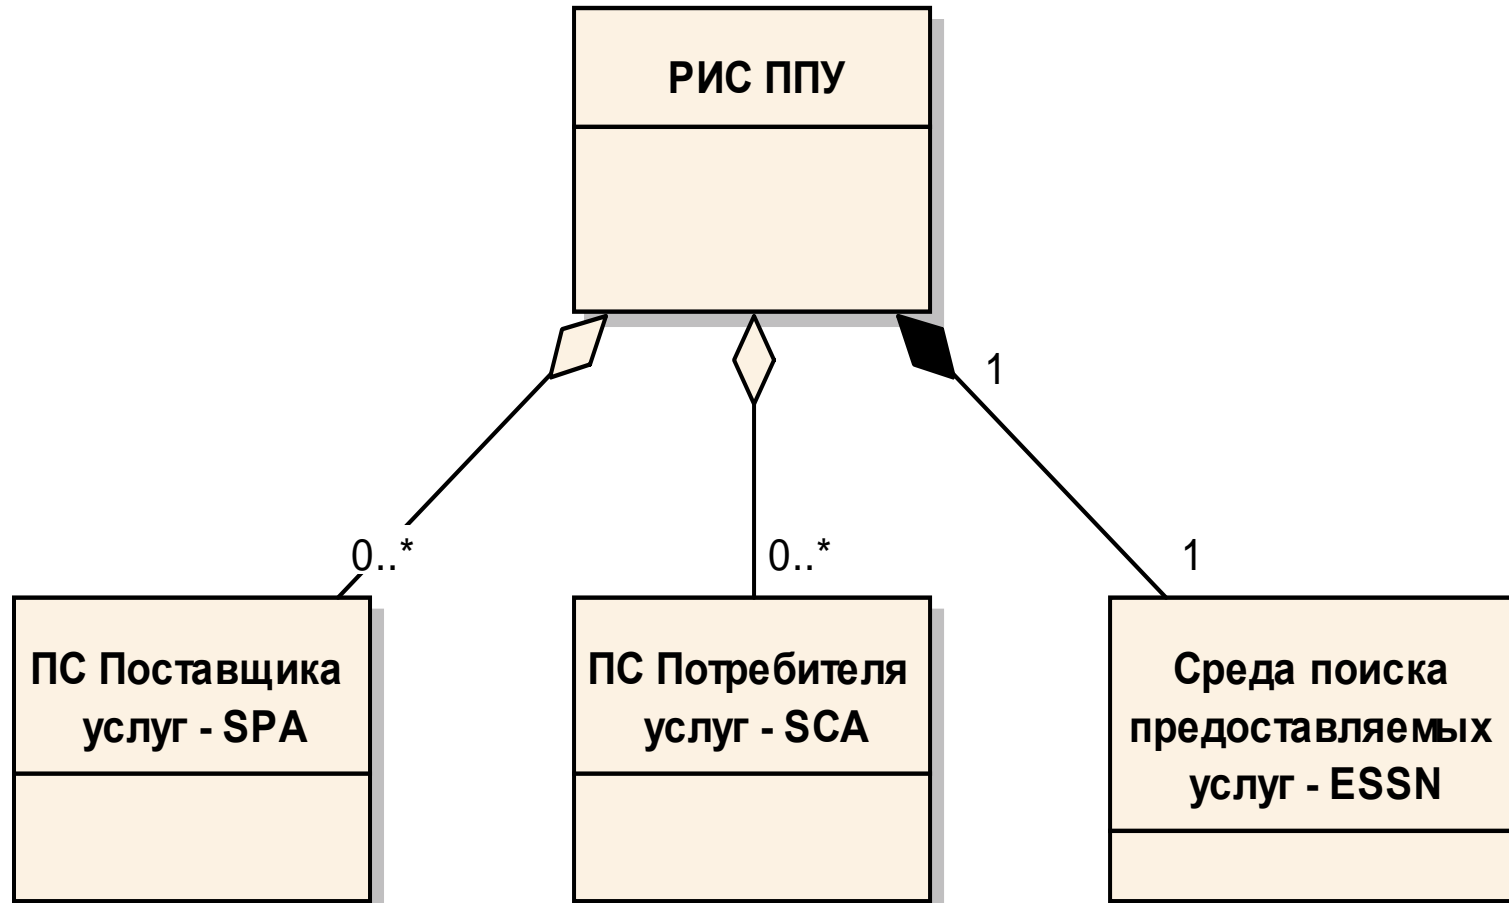 РИС ППУ
1
0..*
0..*
1
ПС Поставщика
услуг - SPA
ПС Потребителя
услуг - SCA
Среда поиска
предоставляемых
услуг - ESSN